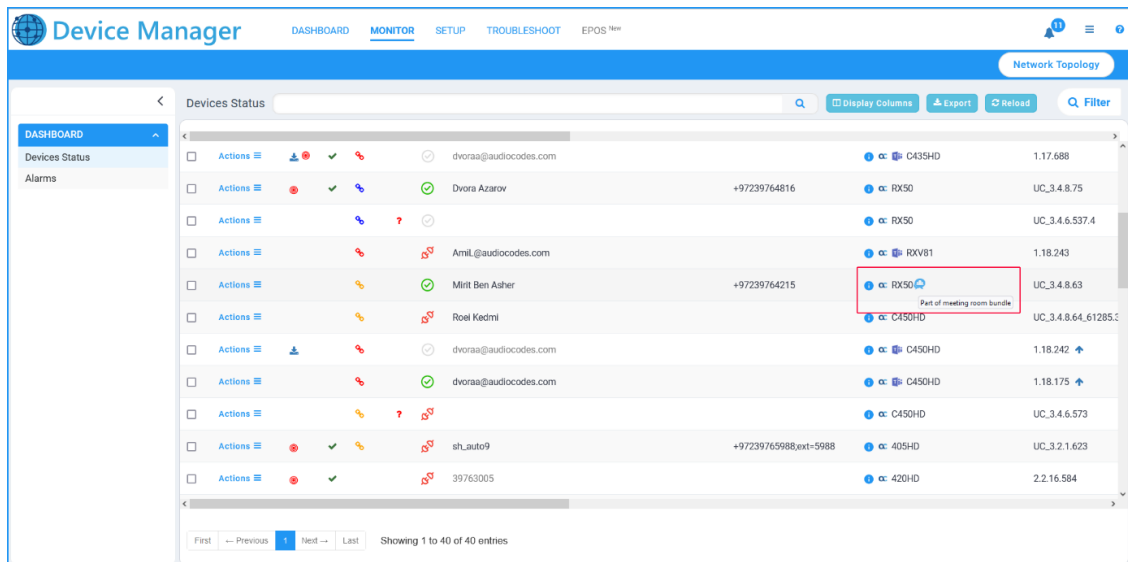 Device Manager DASHBOARD MONITOR SETUP TROUBLESHOOT EPOS New 11
Network Topology
Devices Status Display Columns Export Reload Filter
DASHBOARD
Devices Status
Alarms
Actions dvoraa@audiocodes.com C435HD 1.17.688
Actions Dvora Azarov +97239764816 RX50 UC_3.4.8.75
Actions ? RX50 UC_3.4.6.537.4
Actions AmiL@audiocodes.com RXV81 1.18.243
Actions Mirit Ben Asher +97239764215 RX50 UC_3.4.8.63
Part of meeting room bundle
Actions Roei Kedmi C450HD UC_3.4.8.64_61285.3
Actions dvoraa@audiocodes.com C450HD 1.18.242
Actions dvoraa@audiocodes.com C450HD 1.18.175
Actions ? C450HD UC_3.4.6.573
Actions sh_auto9 +97239765988;ext=5988 405HD UC_3.2.1.623
Actions 39763005 420HD 2.2.16.584
First ← Previous 1 Next → Last Showing 1 to 40 of 40 entries